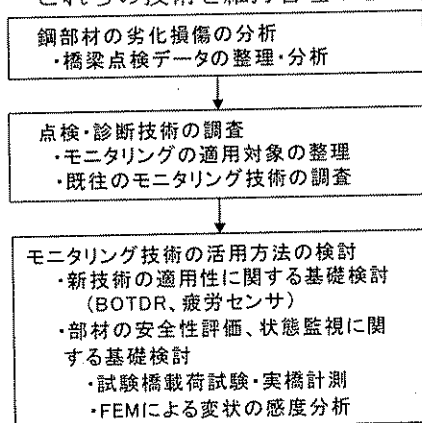 鋼部材の劣化損傷の分析
・橋梁点検データの整理・分析
点検・診断技術の調査
・モニタリングの適用対象の整理
・既往のモニタリング技術の調査
モニタリング技術の活用方法の検討
・新技術の適用性に関する基礎検討
(BOTDR、疲労センサ)
・部材の安全性評価、状態監視に関
する基礎検討
・試験橋載荷試験・実橋計測
・FEMによる変状の感度分析